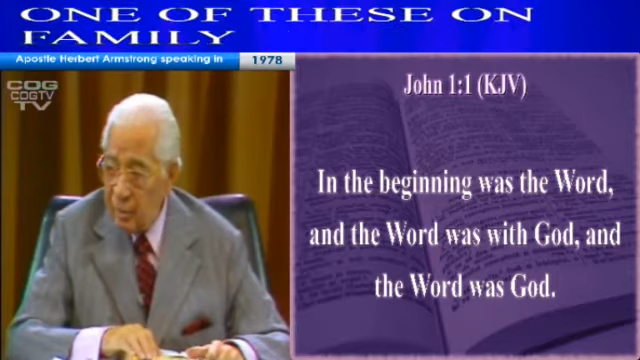 ONE OF THESE ON
FAMILY
Apostle Herbert Armstrong speaking in 1978
COG
COGTV
TV
John 1:1 (KJV)
In the beginning was the Word,
and the Word was with God, and
the Word was God.